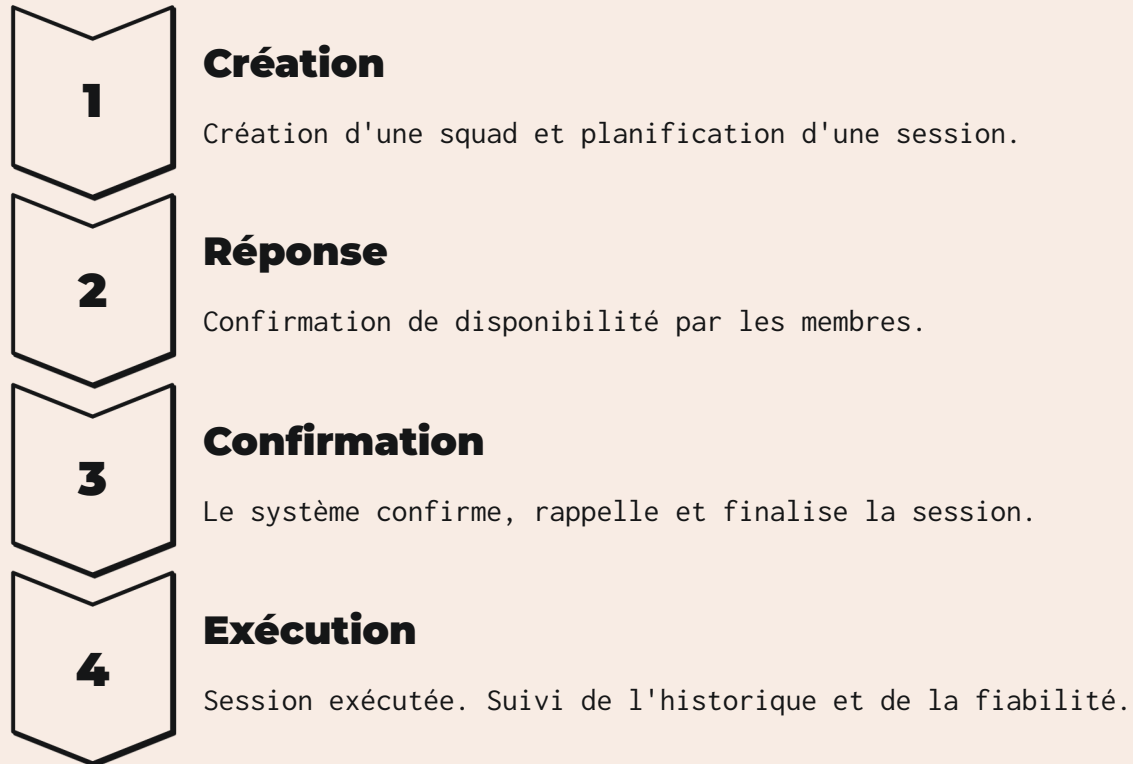 1
Création
Création d'une squad et planification d'une session.
2
Réponse
Confirmation de disponibilité par les membres.
3
Confirmation
Le système confirme, rappelle et finalise la session.
4
Exécution
Session exécutée. Suivi de l'historique et de la fiabilité.